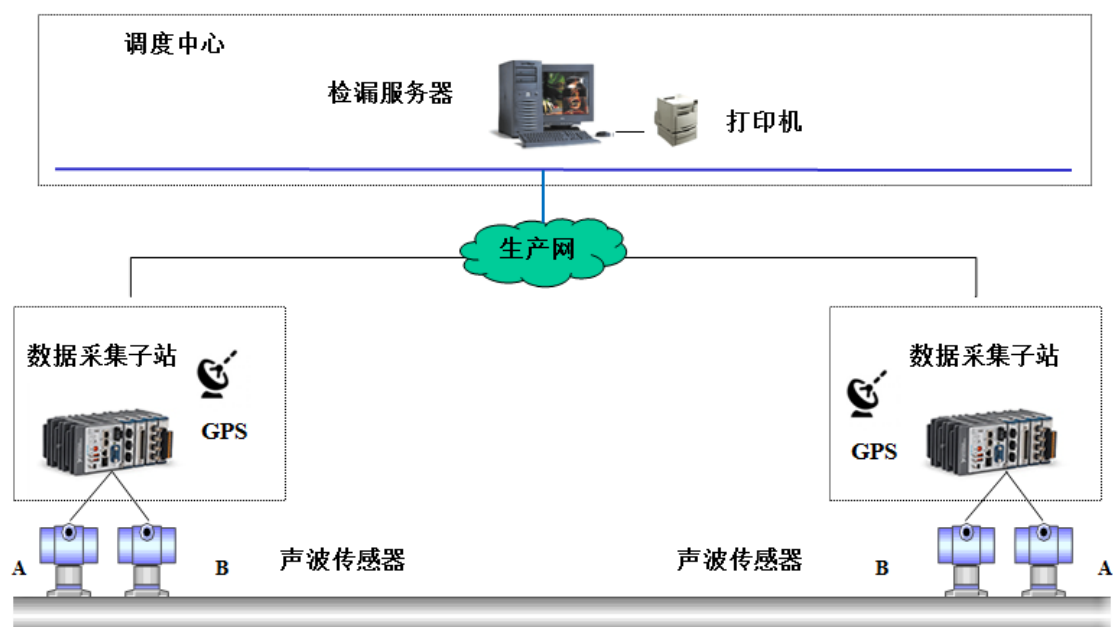 调度中心
检漏服务器
打印机
生产网
数据采集子站
GPS
数据采集子站
GPS
A
B
声波传感器
声波传感器
B
A